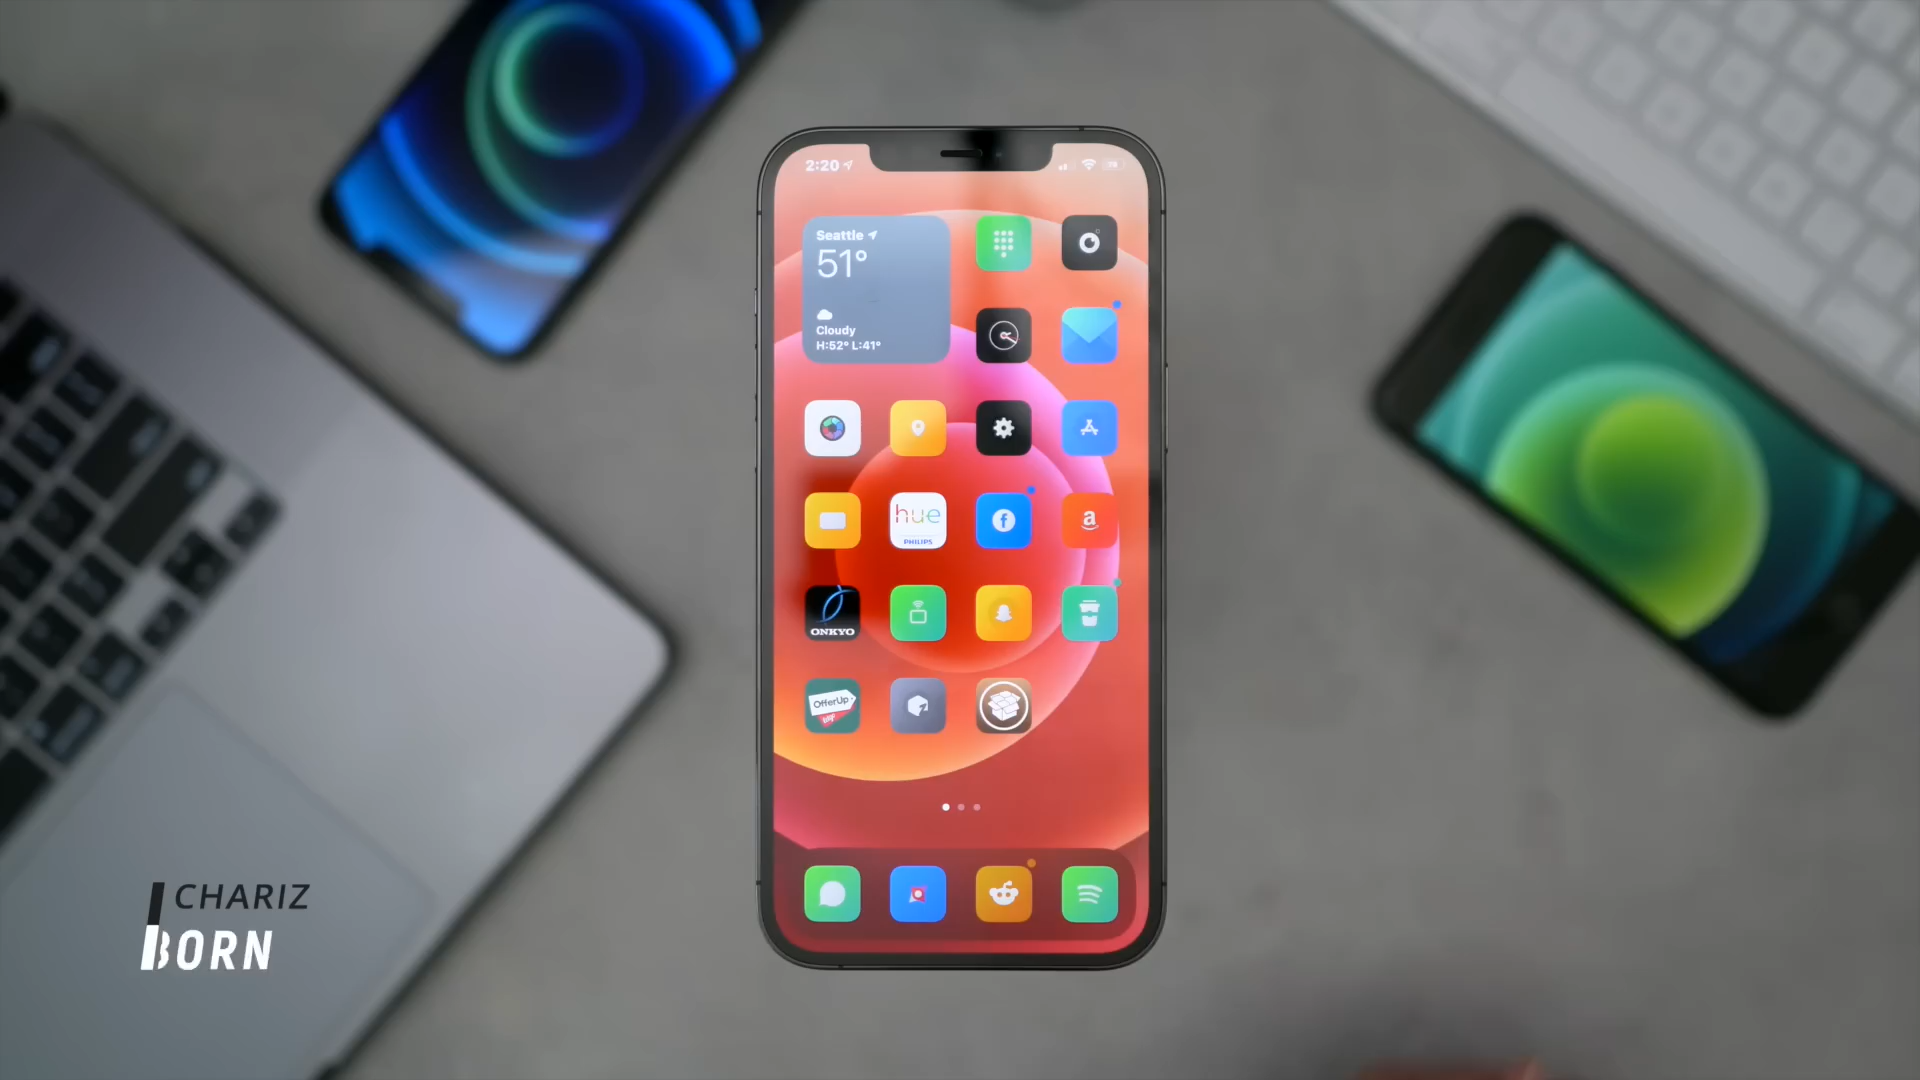 2:20
Seattle
51°
Cloudy
H:52° L:41°
hue
PHILIPS
a
ONKYO
OfferUp
CHARIZ
BORN